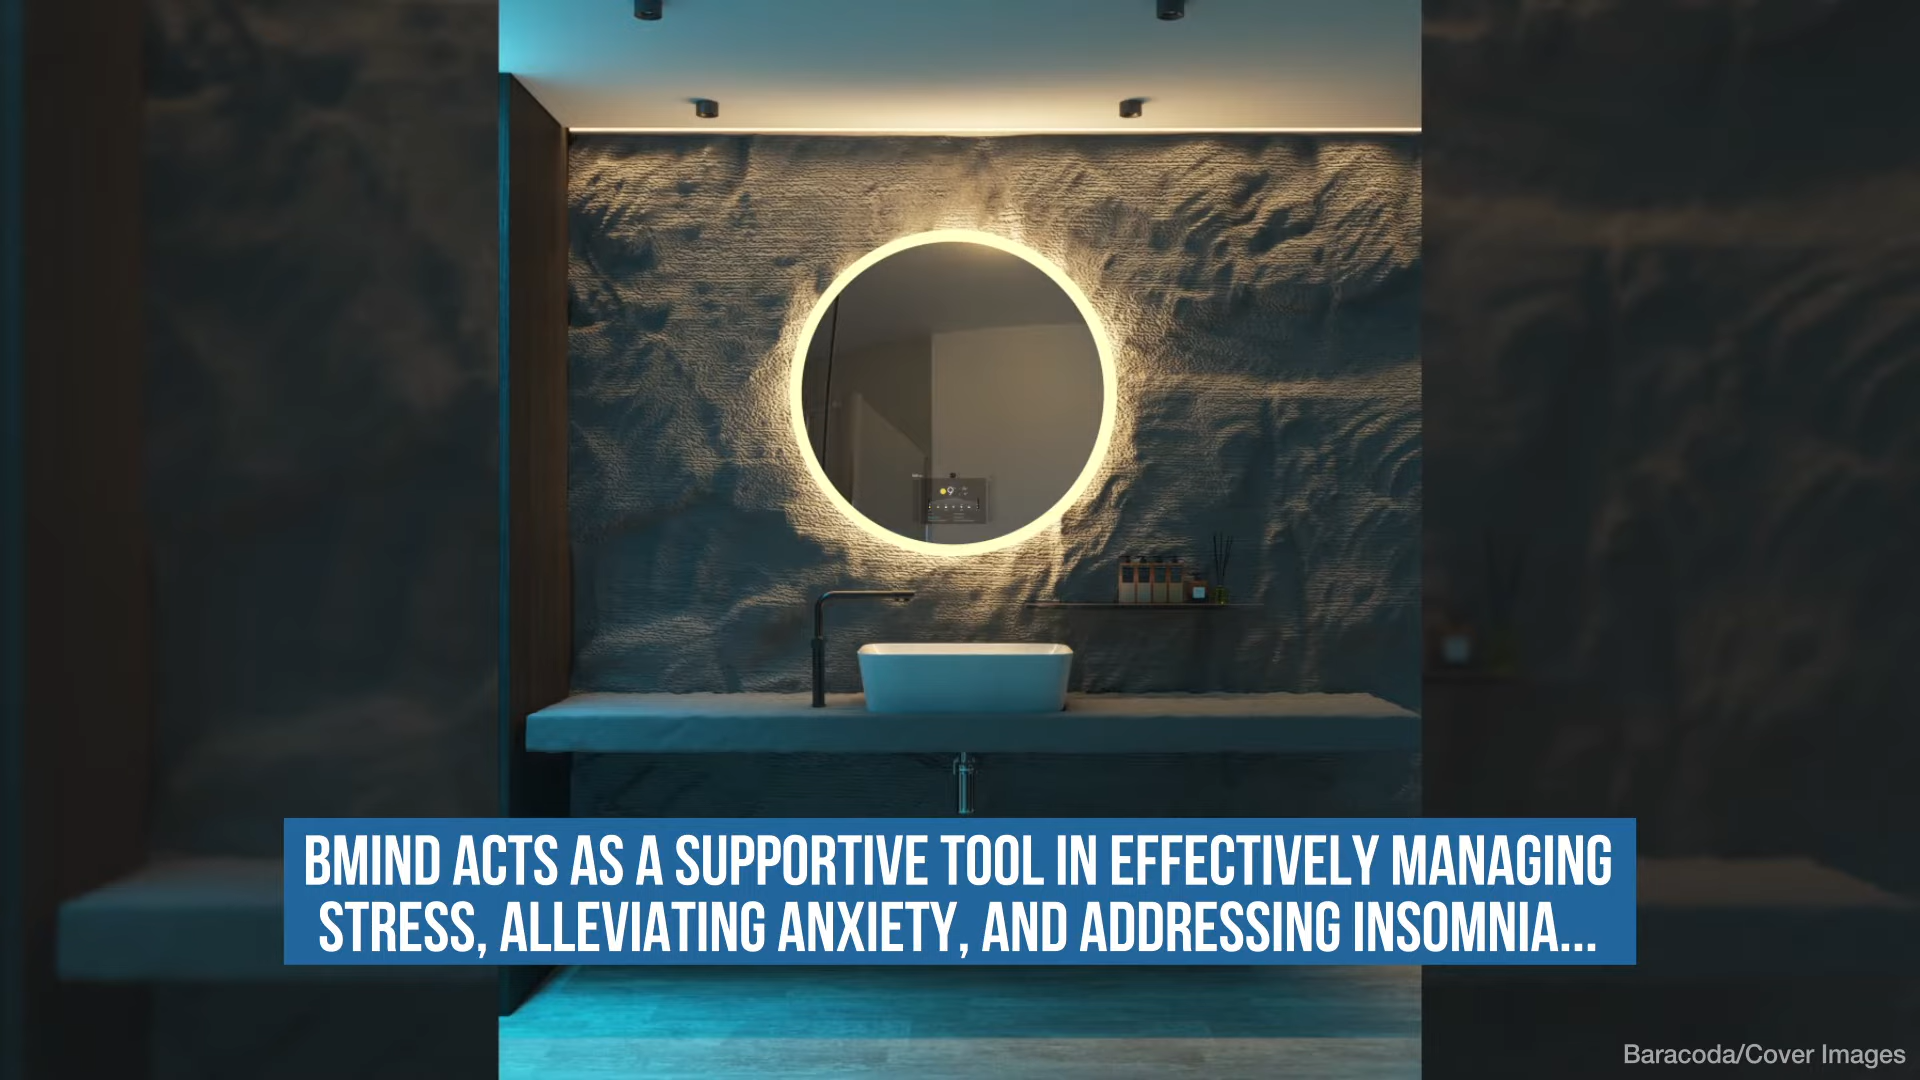 BMIND ACTS AS A SUPPORTIVE TOOL IN EFFECTIVELY MANAGING
STRESS, ALLEVIATING ANXIETY, AND ADDRESSING INSOMNIA...
Baracoda/Cover Images